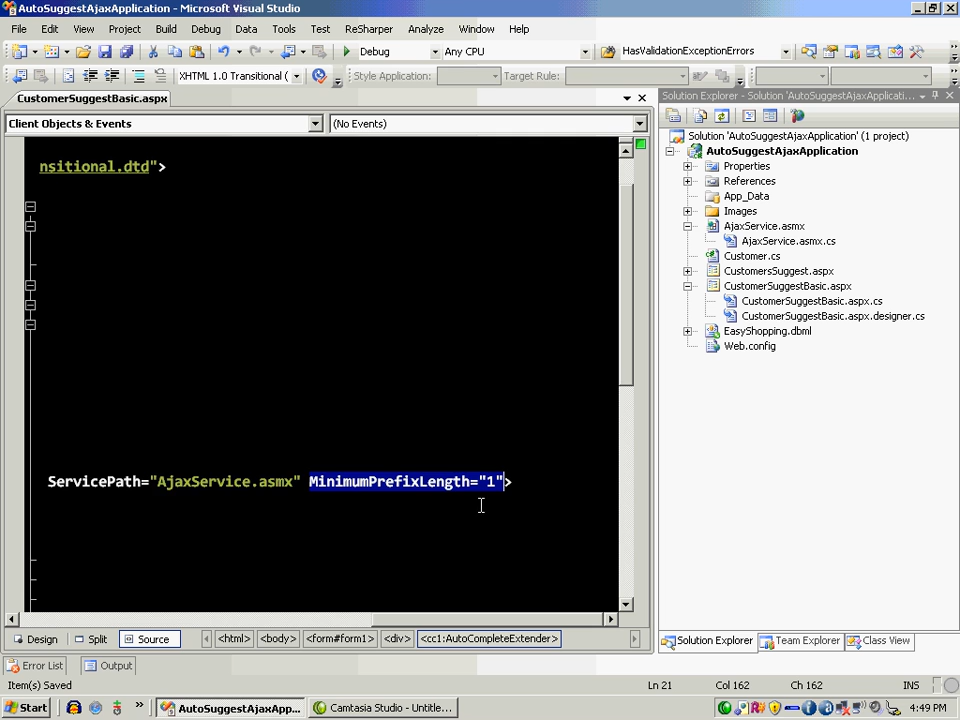 AutoSuggestAjaxApplication - Microsoft Visual Studio
File Edit View Project Build Debug Data Tools Test ReSharper Analyze Window Help
Debug Any CPU HasValidationExceptionErrors
XHTML 1.0 Transitional ( Style Application: Target Rule:
CustomerSuggestBasic.aspx
Client Objects & Events (No Events)
nsitional.dtd">
ServicePath="AjaxService.asmx" MinimumPrefixLength="1">
Design Split Source <html> <body> <form#form1> <div> <cc1:AutoCompleteExtender>
Solution Explorer - Solution 'AutoSuggestAjaxApplicati...
Solution 'AutoSuggestAjaxApplication' (1 project)
AutoSuggestAjaxApplication
Properties
References
App_Data
Images
AjaxService.asmx
AjaxService.asmx.cs
Customer.cs
CustomersSuggest.aspx
CustomerSuggestBasic.aspx
CustomerSuggestBasic.aspx.cs
CustomerSuggestBasic.aspx.designer.cs
EasyShopping.dbml
Web.config
Solution Explorer Team Explorer Class View
Error List Output
Item(s) Saved Ln 21 Col 162 Ch 162 INS
Start AutoSuggestAjaxApp... Camtasia Studio - Untitle... 4:49 PM